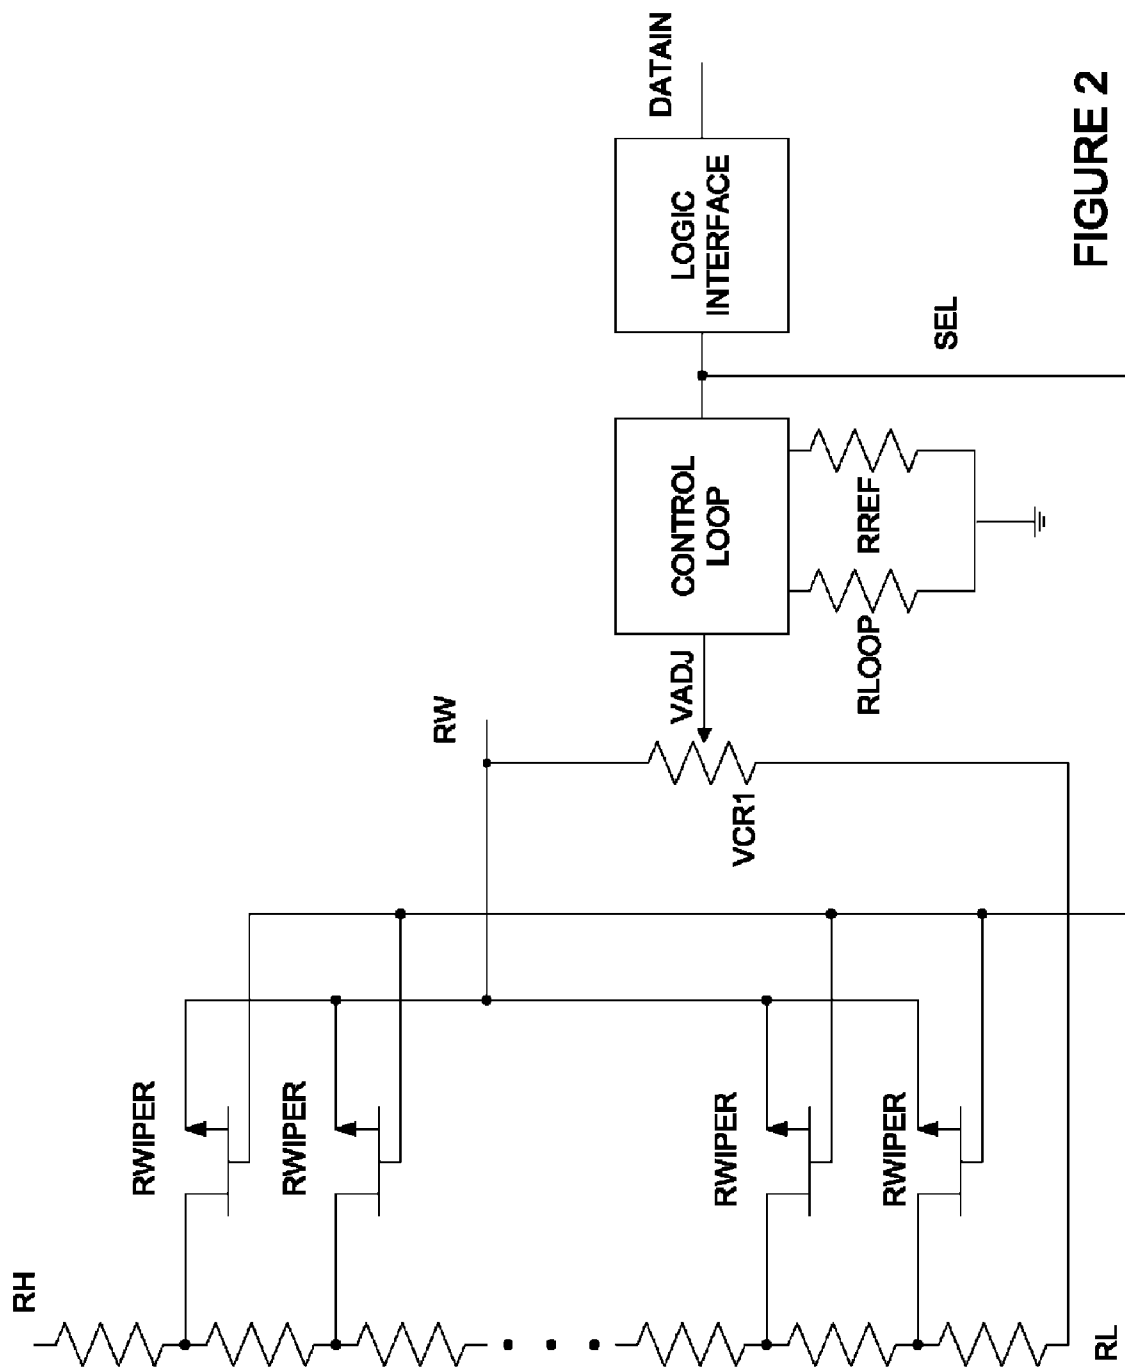 RH
RWIPER
RWIPER
RWIPER
RWIPER
RL
RW
VCR1
VADJ
CONTROL
LOOP
RLOOP
RREF
SEL
LOGIC
INTERFACE
DATAIN
FIGURE 2